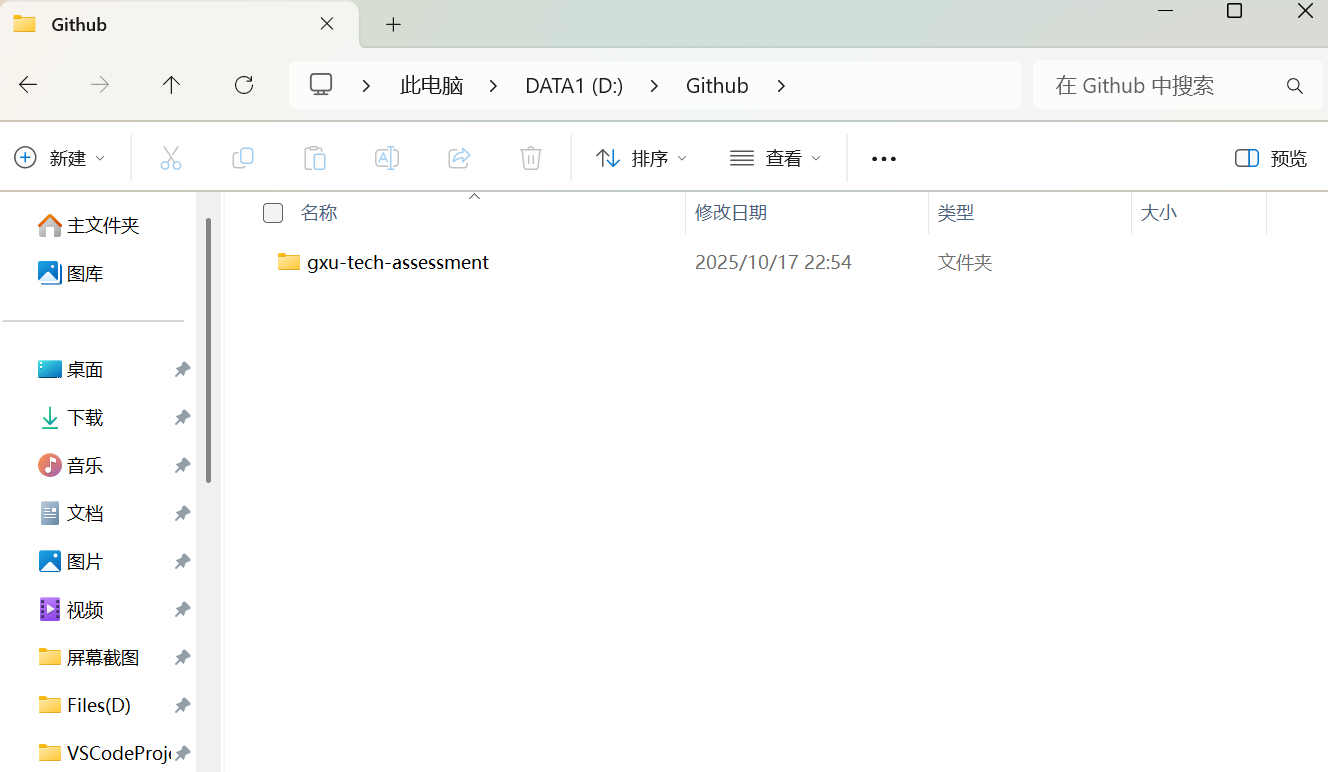 Github
此电脑 DATA1 (D:) Github
在 Github 中搜索
新建 排序 查看 预览
名称 修改日期 类型 大小
gxu-tech-assessment 2025/10/17 22:54 文件夹
主文件夹
图库
桌面
下载
音乐
文档
图片
视频
屏幕截图
Files(D)
VSCodeProj